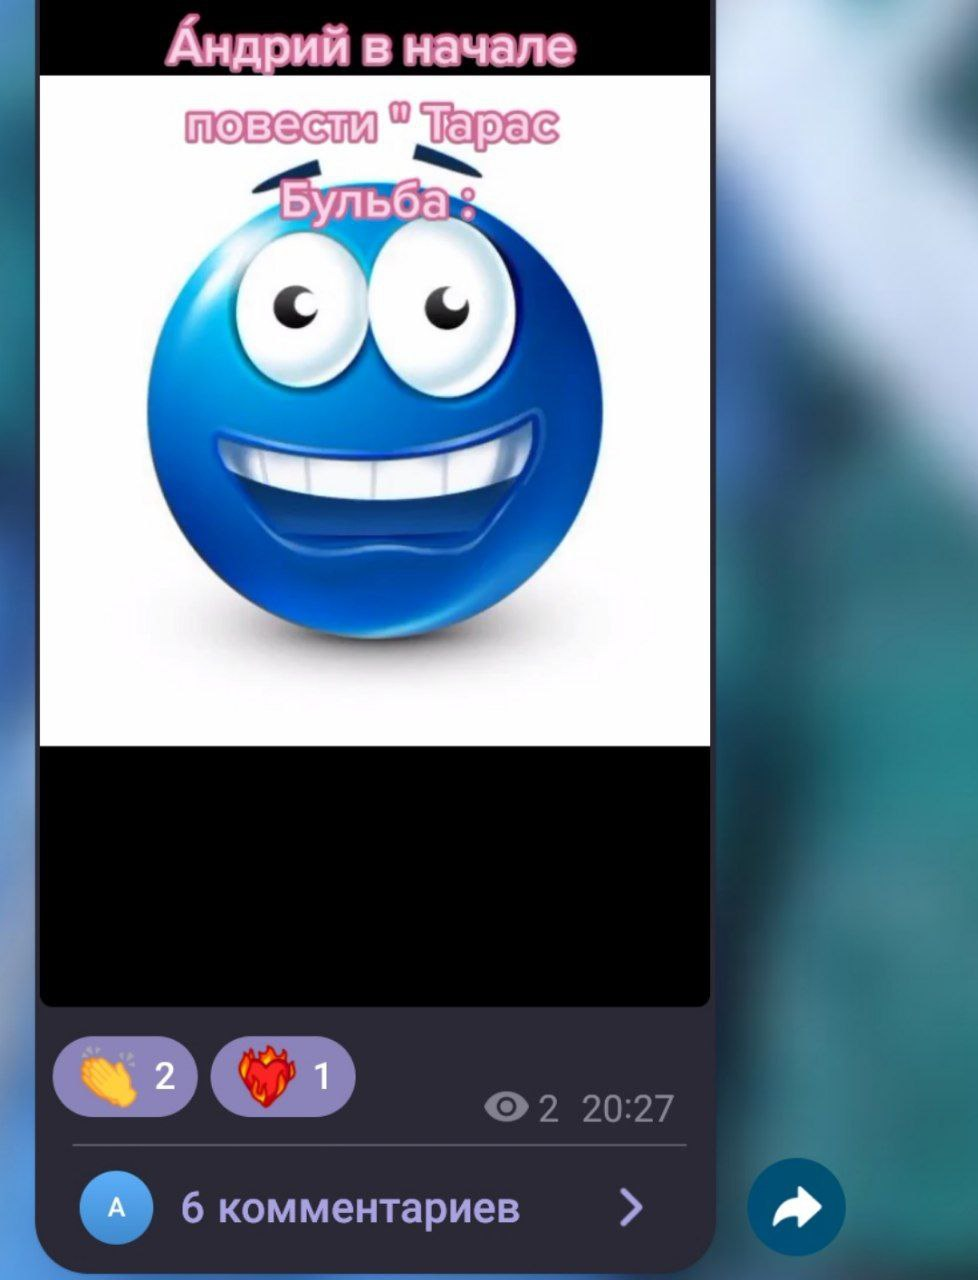 А́ндрий в начале
повести " Тарас
Бульба :
2
1
2 20:27
A
6 комментариев